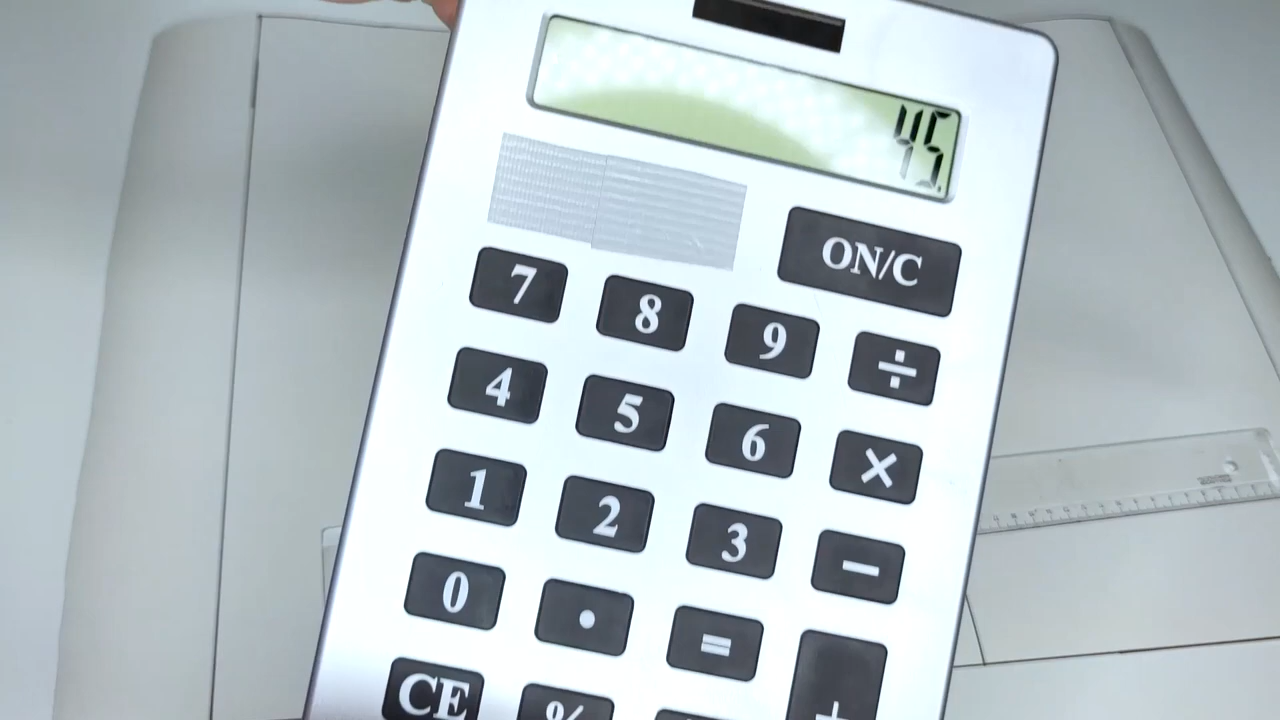 45.
ON/C
7 8 9 ÷
4 5 6 ×
1 2 3 −
0 . = +
CE %